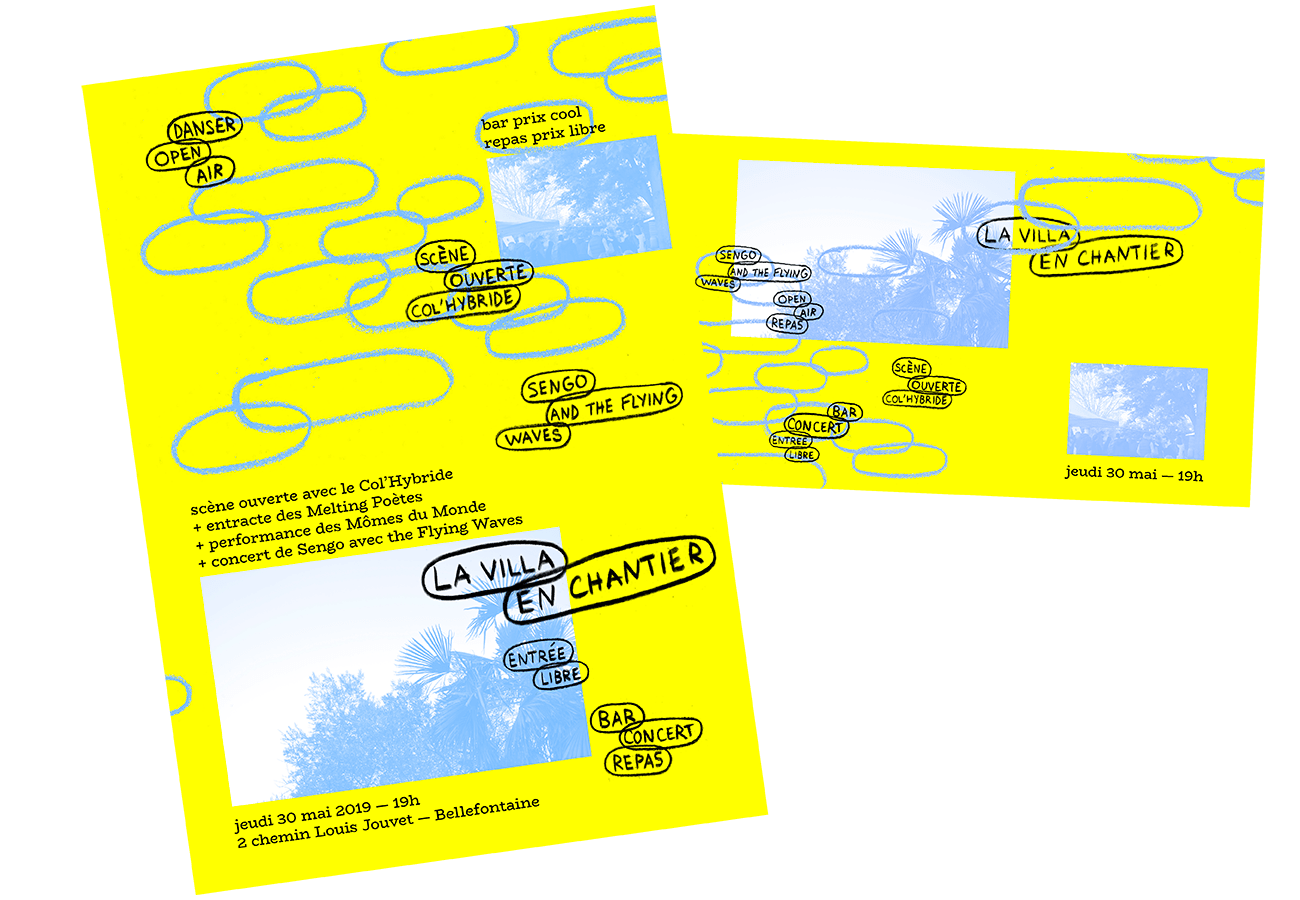 DANSER
OPEN
AIR
bar prix cool
repas prix libre
SCÈNE
OUVERTE
COL'HYBRIDE
SENGO
AND THE FLYING
WAVES
scène ouverte avec le Col'Hybride
+ entracte des Melting Poètes
+ performance des Mômes du Monde
+ concert de Sengo avec the Flying Waves
LA VILLA
EN CHANTIER
ENTRÉE
LIBRE
BAR
CONCERT
REPAS
jeudi 30 mai 2019 — 19h
2 chemin Louis Jouvet — Bellefontaine
LA VILLA
EN CHANTIER
SENGO
AND THE FLYING
WAVES
OPEN
AIR
REPAS
SCÈNE
OUVERTE
COL'HYBRIDE
BAR
CONCERT
ENTRÉE
LIBRE
jeudi 30 mai — 19h